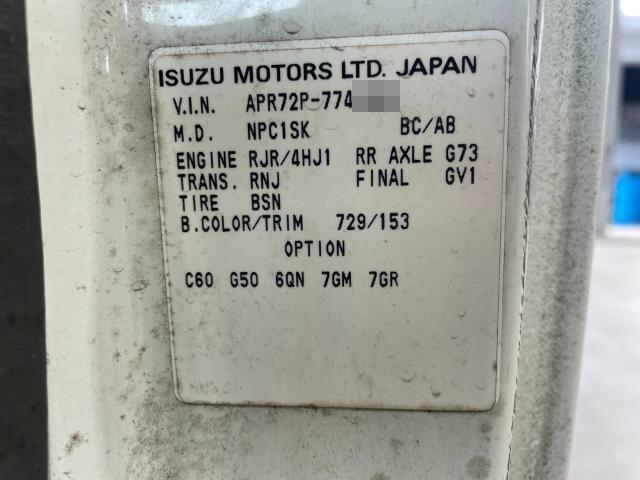 ISUZU MOTORS LTD. JAPAN
V.I.N. APR72P-774
M.D. NPC1SK BC/AB
ENGINE RJR/4HJ1 RR AXLE G73
TRANS. RNJ FINAL GV1
TIRE BSN
B.COLOR/TRIM 729/153
OPTION
C60 G50 6QN 7GM 7GR